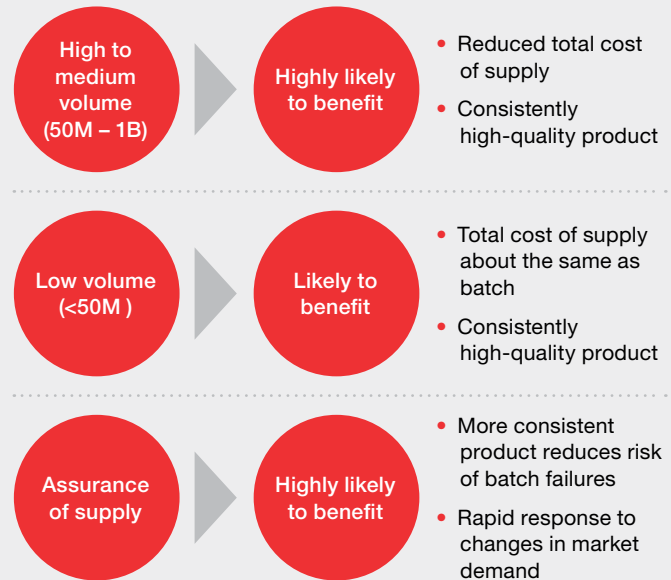 High to
medium
volume
(50M – 1B)
Highly likely
to benefit
• Reduced total cost
of supply
• Consistently
high-quality product
Low volume
(<50M )
Likely to
benefit
• Total cost of supply
about the same as
batch
• Consistently
high-quality product
Assurance
of supply
Highly likely
to benefit
• More consistent
product reduces risk
of batch failures
• Rapid response to
changes in market
demand